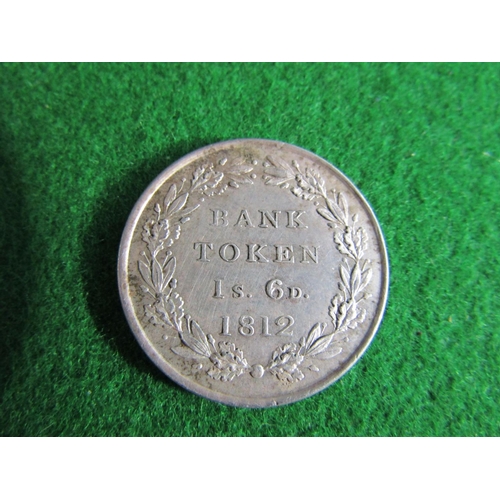 BANK
TOKEN
1s. 6D.
1812